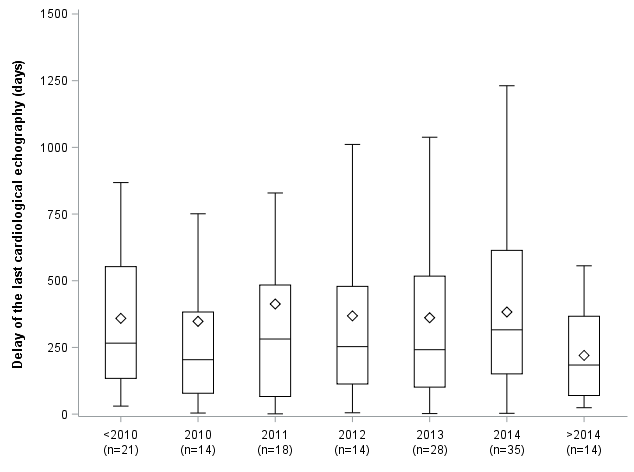 Delay of the last cardiological echography (days)
1500
1250
1000
750
500
250
0
<2010 2010 2011 2012 2013 2014 >2014
(n=21) (n=14) (n=18) (n=14) (n=28) (n=35) (n=14)